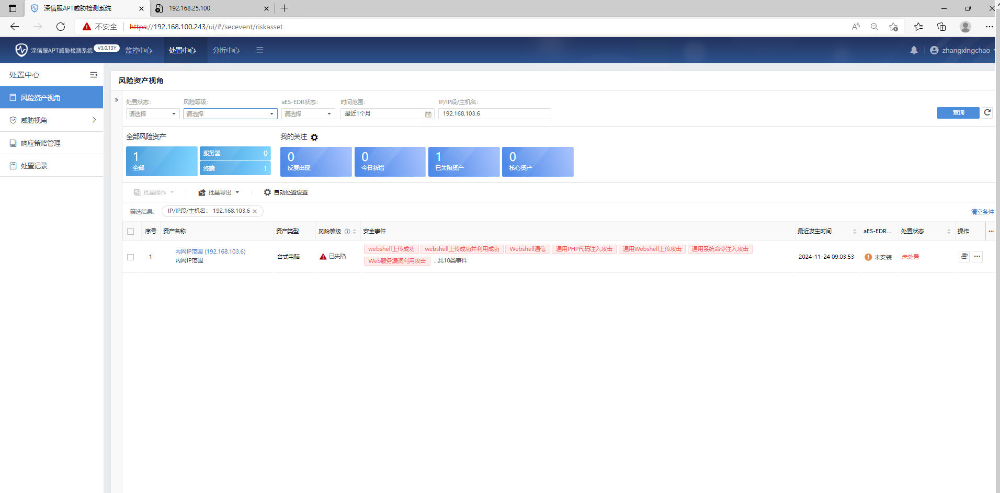 深信服APT威胁检测系统
192.168.25.100
不安全
https://192.168.100.243/ui/#/secevent/riskasset
深信服APT威胁检测系统 V3.0.13Y 监控中心 处置中心 分析中心
zhangxingchao
处置中心
风险资产视角
威胁视角
响应策略管理
处置记录
风险资产视角
处置状态: 风险等级: aES-EDR状态: 时间范围: IP/IP段/主机名:
请选择 请选择 请选择 最近1个月 192.168.103.6
查询
全部风险资产 我的关注
1
全部
服务器 0
终端 1
0
反复出现
0
今日新增
1
已失陷资产
0
核心资产
批量操作 批量导出 自动处置设置
筛选结果: IP/IP段/主机名: 192.168.103.6 清空条件
序号 资产名称 资产类型 风险等级 安全事件 最近发生时间 aES-EDR... 处置状态 操作
1
内网IP范围 (192.168.103.6)
内网IP范围
台式电脑
已失陷
webshell上传成功 webshell上传成功并利用成功 Webshell通信 通用PHP代码注入攻击 通用Webshell上传攻击 通用系统命令注入攻击
Web服务漏洞利用攻击 ...共10类事件
2024-11-24 09:03:53
未安装
未处置